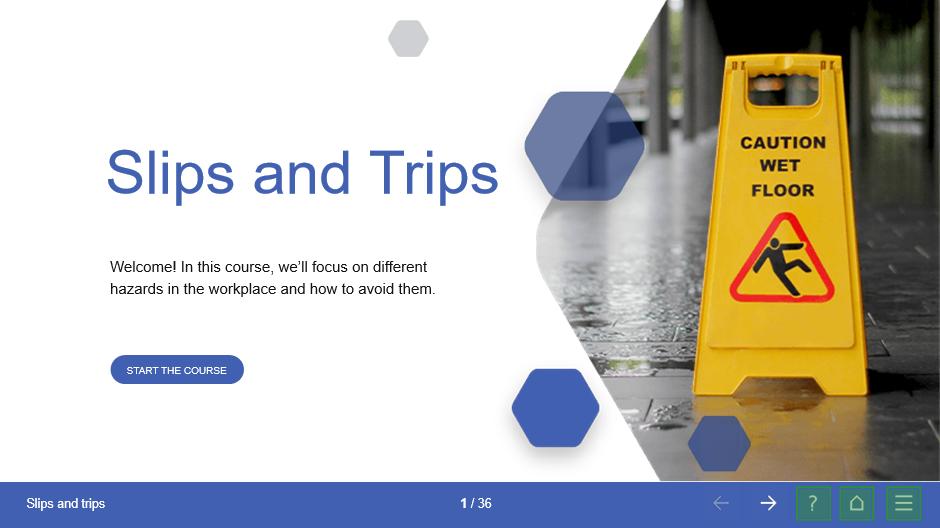 Slips and Trips
Welcome! In this course, we'll focus on different
hazards in the workplace and how to avoid them.
START THE COURSE
CAUTION
WET
FLOOR
Slips and trips
1 / 36
?